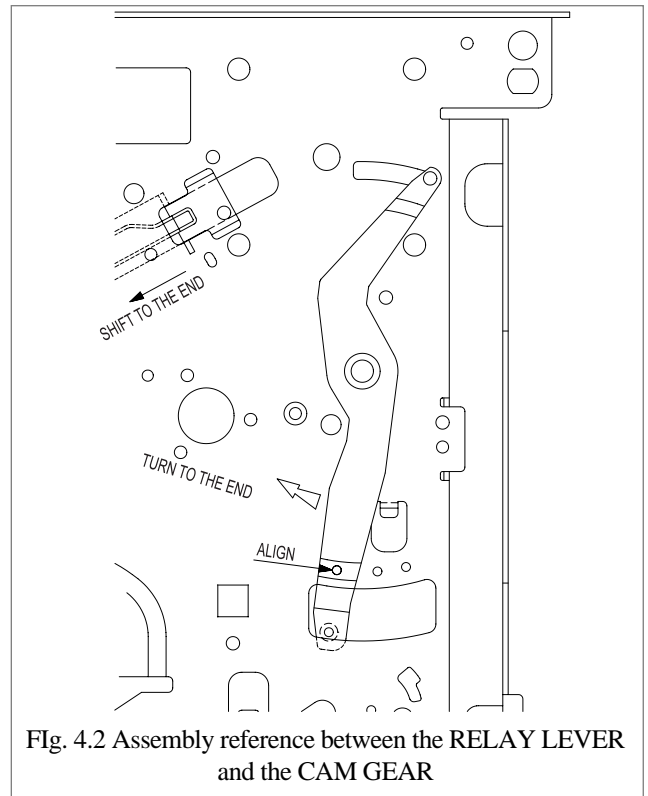 SHIFT TO THE END
TURN TO THE END
ALIGN
FIg. 4.2 Assembly reference between the RELAY LEVER
and the CAM GEAR